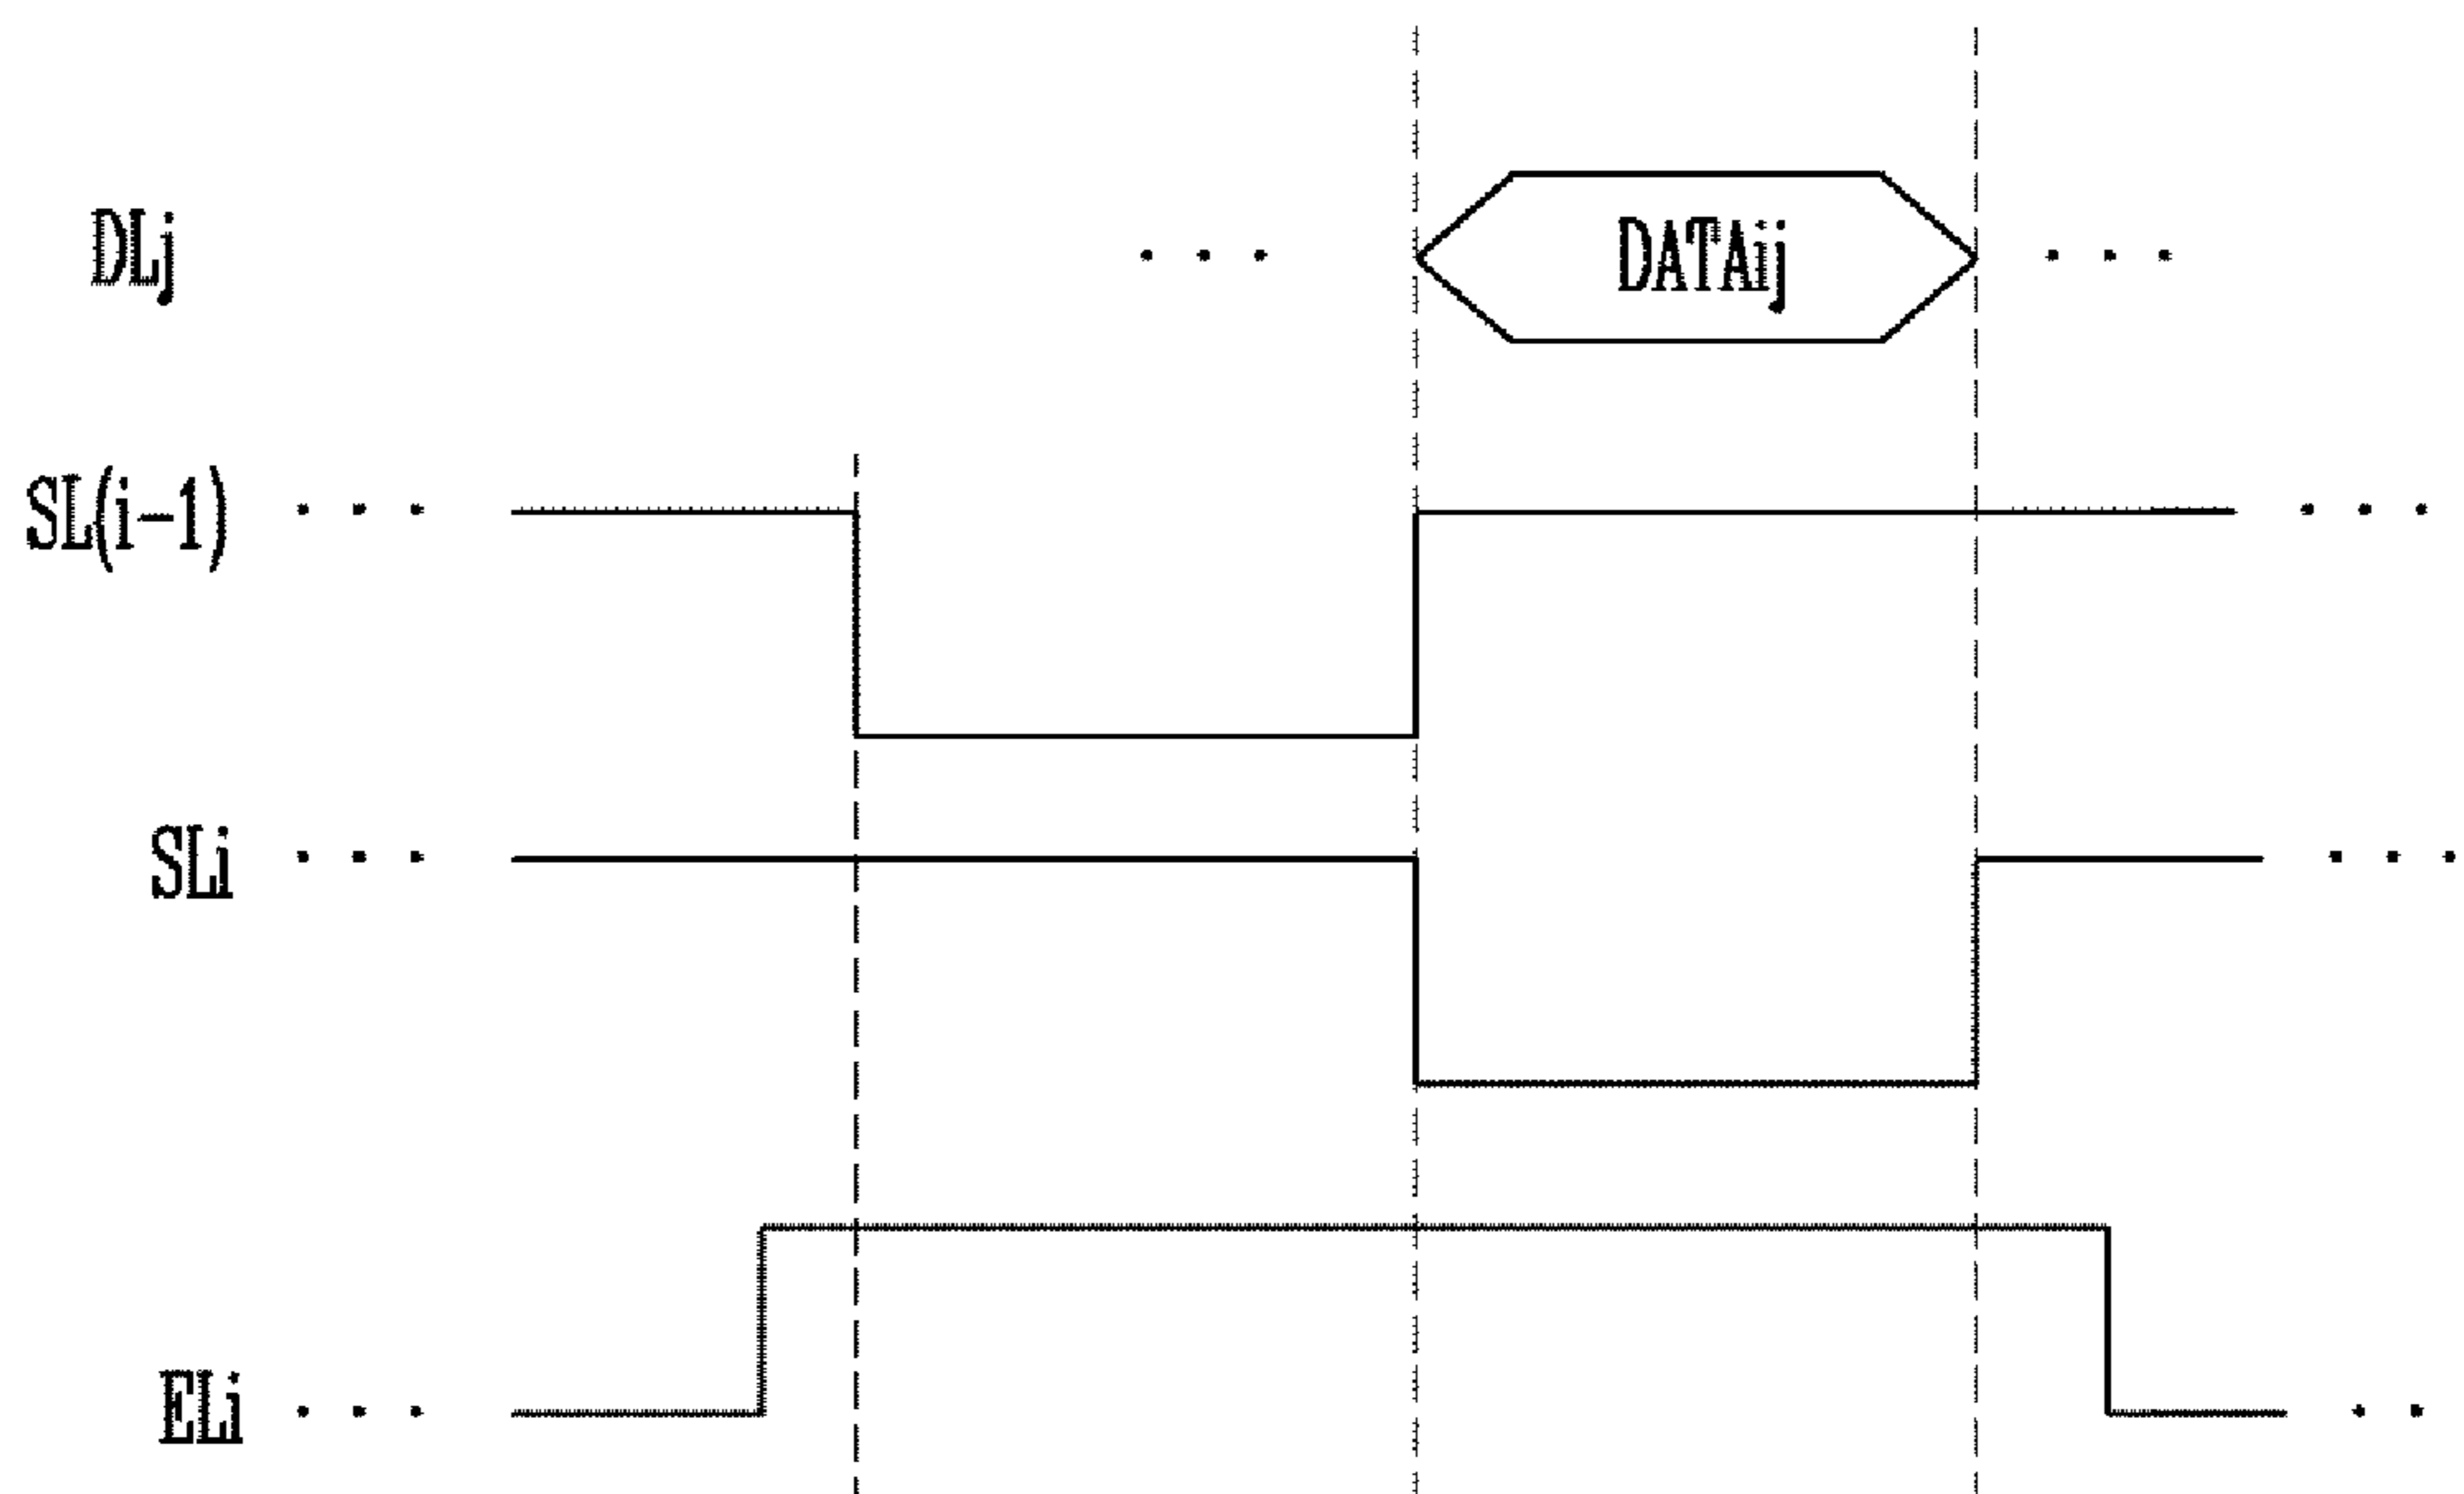 DLj
DATAij
SL(i-1)
SLi
ELi